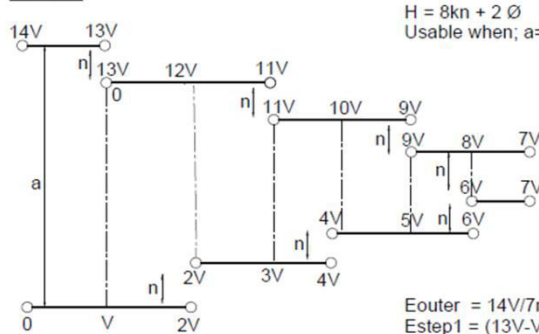 H = 8kn + 2 Ø
Usable when; a=
14V 13V
n
13V 12V 11V
0
n
11V 10V 9V
n
9V 8V 7V
n
6V 7V
a
4V 5V 6V
n
n
2V 3V 4V
n
0 V 2V
Eouter = 14V/7
Estep1 = (13V-V